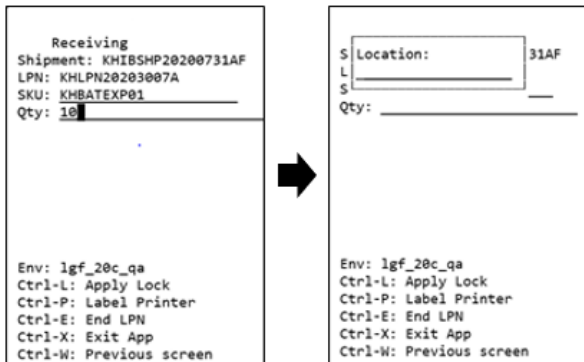 Receiving
Shipment: KHIBSHP20200731AF
LPN: KHLPN20203007A
SKU: KHBATEXP01
Qty: 10
Env: lgf_20c_qa
Ctrl-L: Apply Lock
Ctrl-P: Label Printer
Ctrl-E: End LPN
Ctrl-X: Exit App
Ctrl-W: Previous screen
S Location: 31AF
L
S
Qty:
Env: lgf_20c_qa
Ctrl-L: Apply Lock
Ctrl-P: Label Printer
Ctrl-E: End LPN
Ctrl-X: Exit App
Ctrl-W: Previous screen